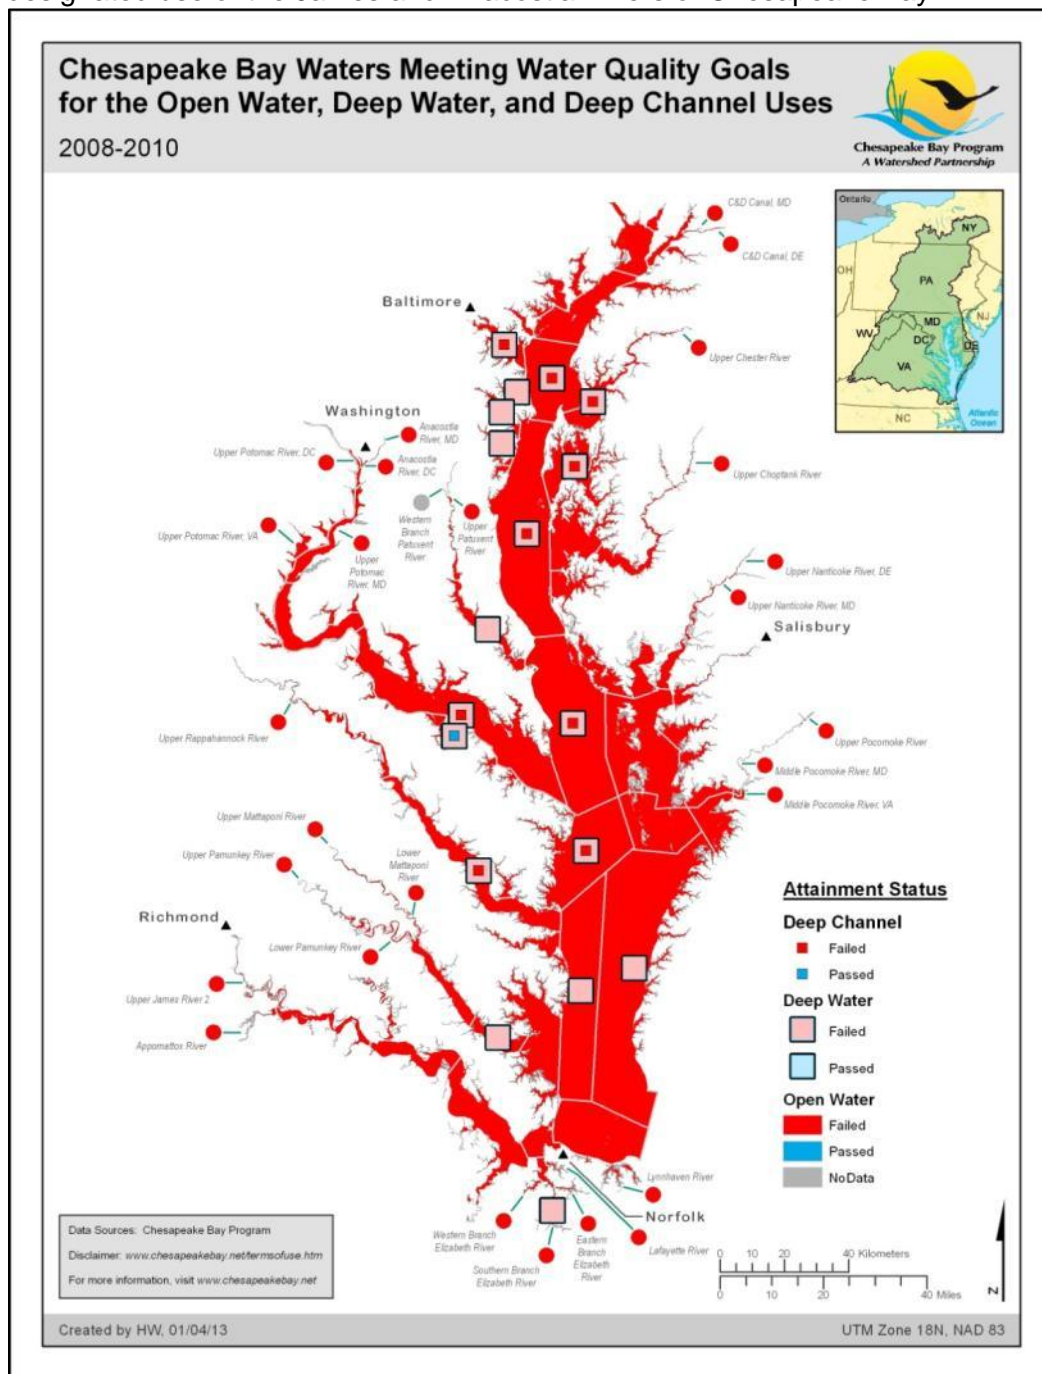 Chesapeake Bay Waters Meeting Water Quality Goals
for the Open Water, Deep Water, and Deep Channel Uses
2008-2010
Chesapeake Bay Program
A Watershed Partnership
Ontario
NY
OH
PA
NJ
MD
WV
DC
DE
VA
NC
Atlantic
Ocean
C&D Canal, MD
C&D Canal, DE
Baltimore
Upper Chester River
Washington
Anacostia
River, MD
Upper Potomac River, DC
Anacostia
River, DC
Upper Choptank River
Western
Branch
Patuxent
River
Upper
Patuxent
River
Upper Potomac River, VA
Upper
Potomac
River, MD
Upper Nanticoke River, DE
Upper Nanticoke River, MD
Salisbury
Upper Rappahannock River
Upper Pocomoke River
Middle Pocomoke River, MD
Middle Pocomoke River, VA
Upper Mattaponi River
Upper Pamunkey River
Lower
Mattaponi
River
Richmond
Lower Pamunkey River
Upper James River 2
Appomattox River
Attainment Status
Deep Channel
Failed
Passed
Deep Water
Failed
Passed
Open Water
Failed
Passed
NoData
Lynnhaven River
Norfolk
Western Branch
Elizabeth River
Eastern
Branch
Elizabeth
River
Lafayette River
Southern Branch
Elizabeth River
0 10 20 40 Kilometers
0 10 20 40 Miles
N
Data Sources: Chesapeake Bay Program
Disclaimer: www.chesapeakebay.net/termsofuse.htm
For more information, visit www.chesapeakebay.net
Created by HW, 01/04/13
UTM Zone 18N, NAD 83